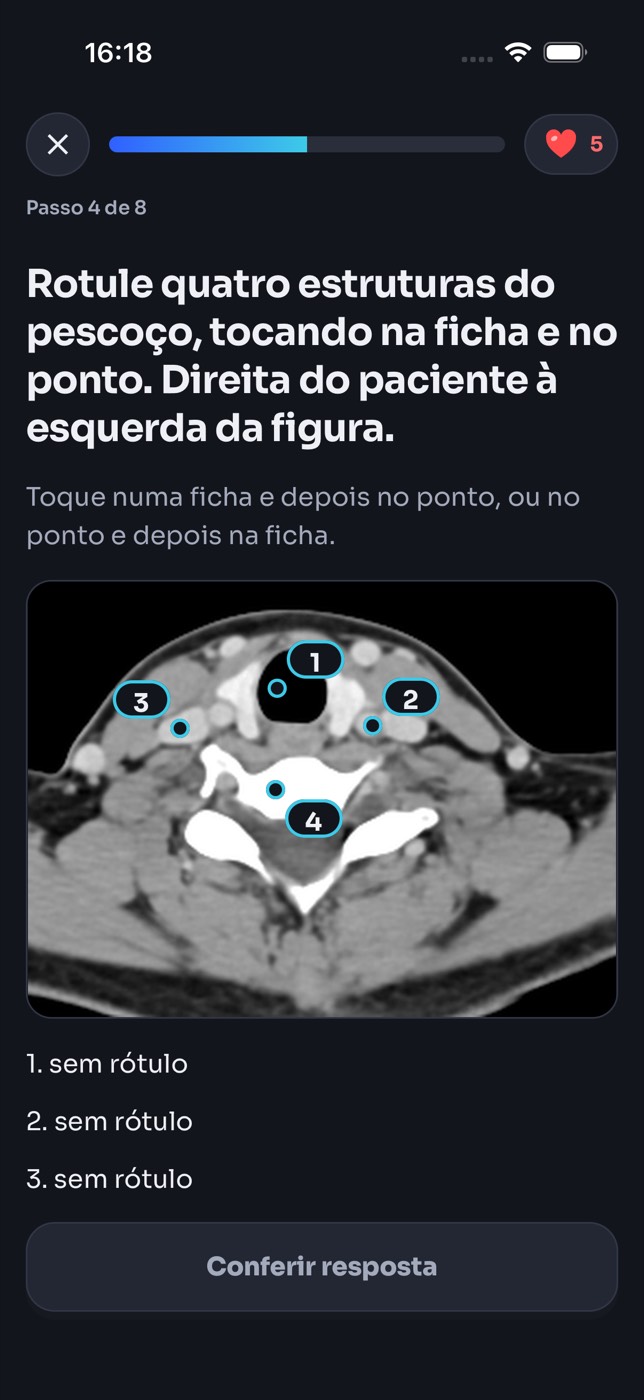 16:18
5
Passo 4 de 8
Rotule quatro estruturas do
pescoço, tocando na ficha e no
ponto. Direita do paciente à
esquerda da figura.
Toque numa ficha e depois no ponto, ou no
ponto e depois na ficha.
1
2
3
4
1. sem rótulo
2. sem rótulo
3. sem rótulo
Conferir resposta